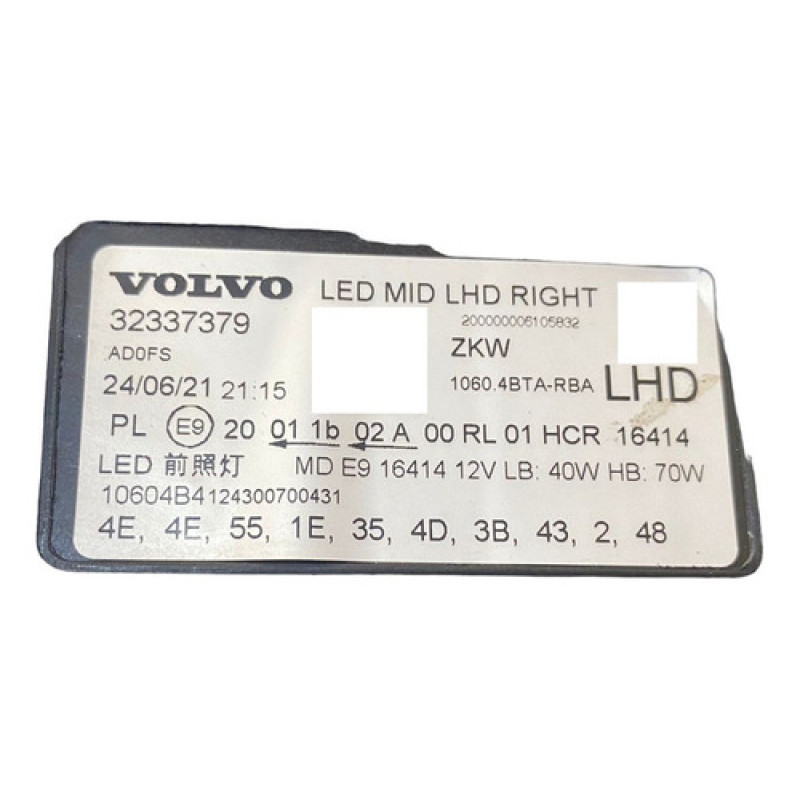 VOLVO LED MID LHD RIGHT
32337379 200000006105832
AD0FS ZKW
24/06/21 21:15 1060.4BTA-RBA LHD
PL E9 20 01 1b 02 A 00 RL 01 HCR 16414
LED 前照灯 MD E9 16414 12V LB: 40W HB: 70W
10604B4124300700431
4E, 4E, 55, 1E, 35, 4D, 3B, 43, 2, 48